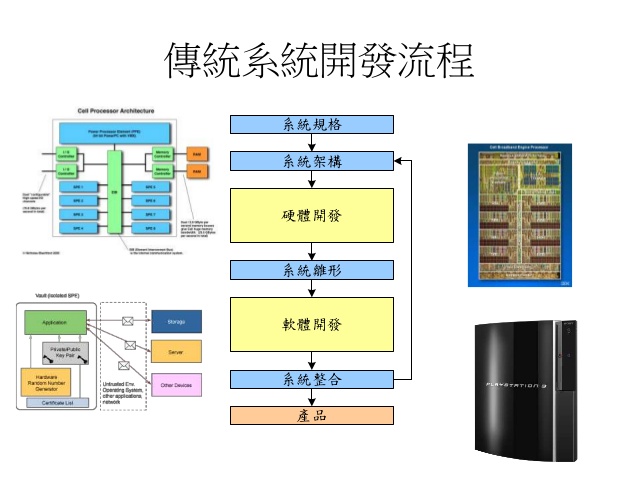 傳統系統開發流程
Cell Processor Architecture
Power Processor Element (PPE)
I / O
Controller
I / O
Controller
Memory
Controller
Memory
Controller
RAM
RAM
EIB
SPE 1
SPE 2
SPE 3
SPE 4
SPE 5
SPE 6
SPE 7
SPE 8
系統規格
系統架構
硬體開發
系統雛形
軟體開發
系統整合
產品
Cell Broadband Engine Processor
IBM
Vault (Isolated SPE)
Application
Private/Public
Key Pair
Hardware
Random Number
Generator
Certificate List
Untrusted Env.
Operating System,
other applications,
network
Storage
Server
Other Devices
PLAYSTATION 3